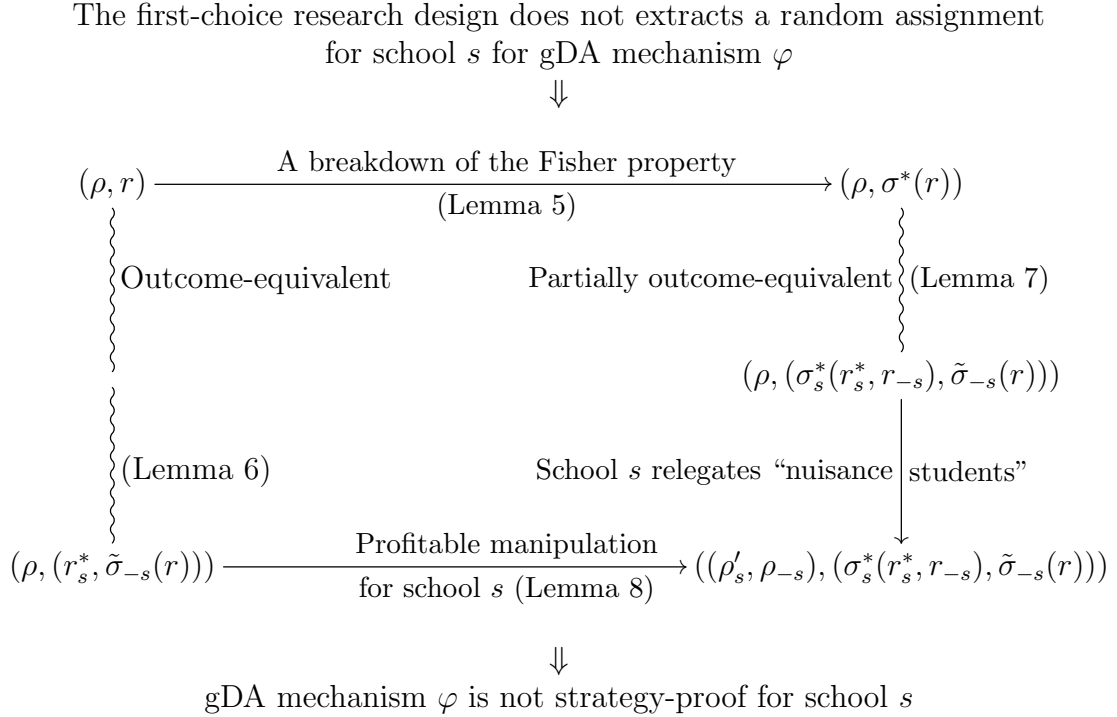 The first-choice research design does not extracts a random assignment
for school s for gDA mechanism φ
⇓
A breakdown of the Fisher property
(ρ, r) (ρ, σ*(r))
(Lemma 5)
Outcome-equivalent Partially outcome-equivalent (Lemma 7)
(ρ, (σ*_s(r*_s, r_{-s}), σ̃_{-s}(r)))
(Lemma 6) School s relegates “nuisance students”
Profitable manipulation
(ρ, (r*_s, σ̃_{-s}(r))) ((ρ′_s, ρ_{-s}), (σ*_s(r*_s, r_{-s}), σ̃_{-s}(r)))
for school s (Lemma 8)
⇓
gDA mechanism φ is not strategy-proof for school s